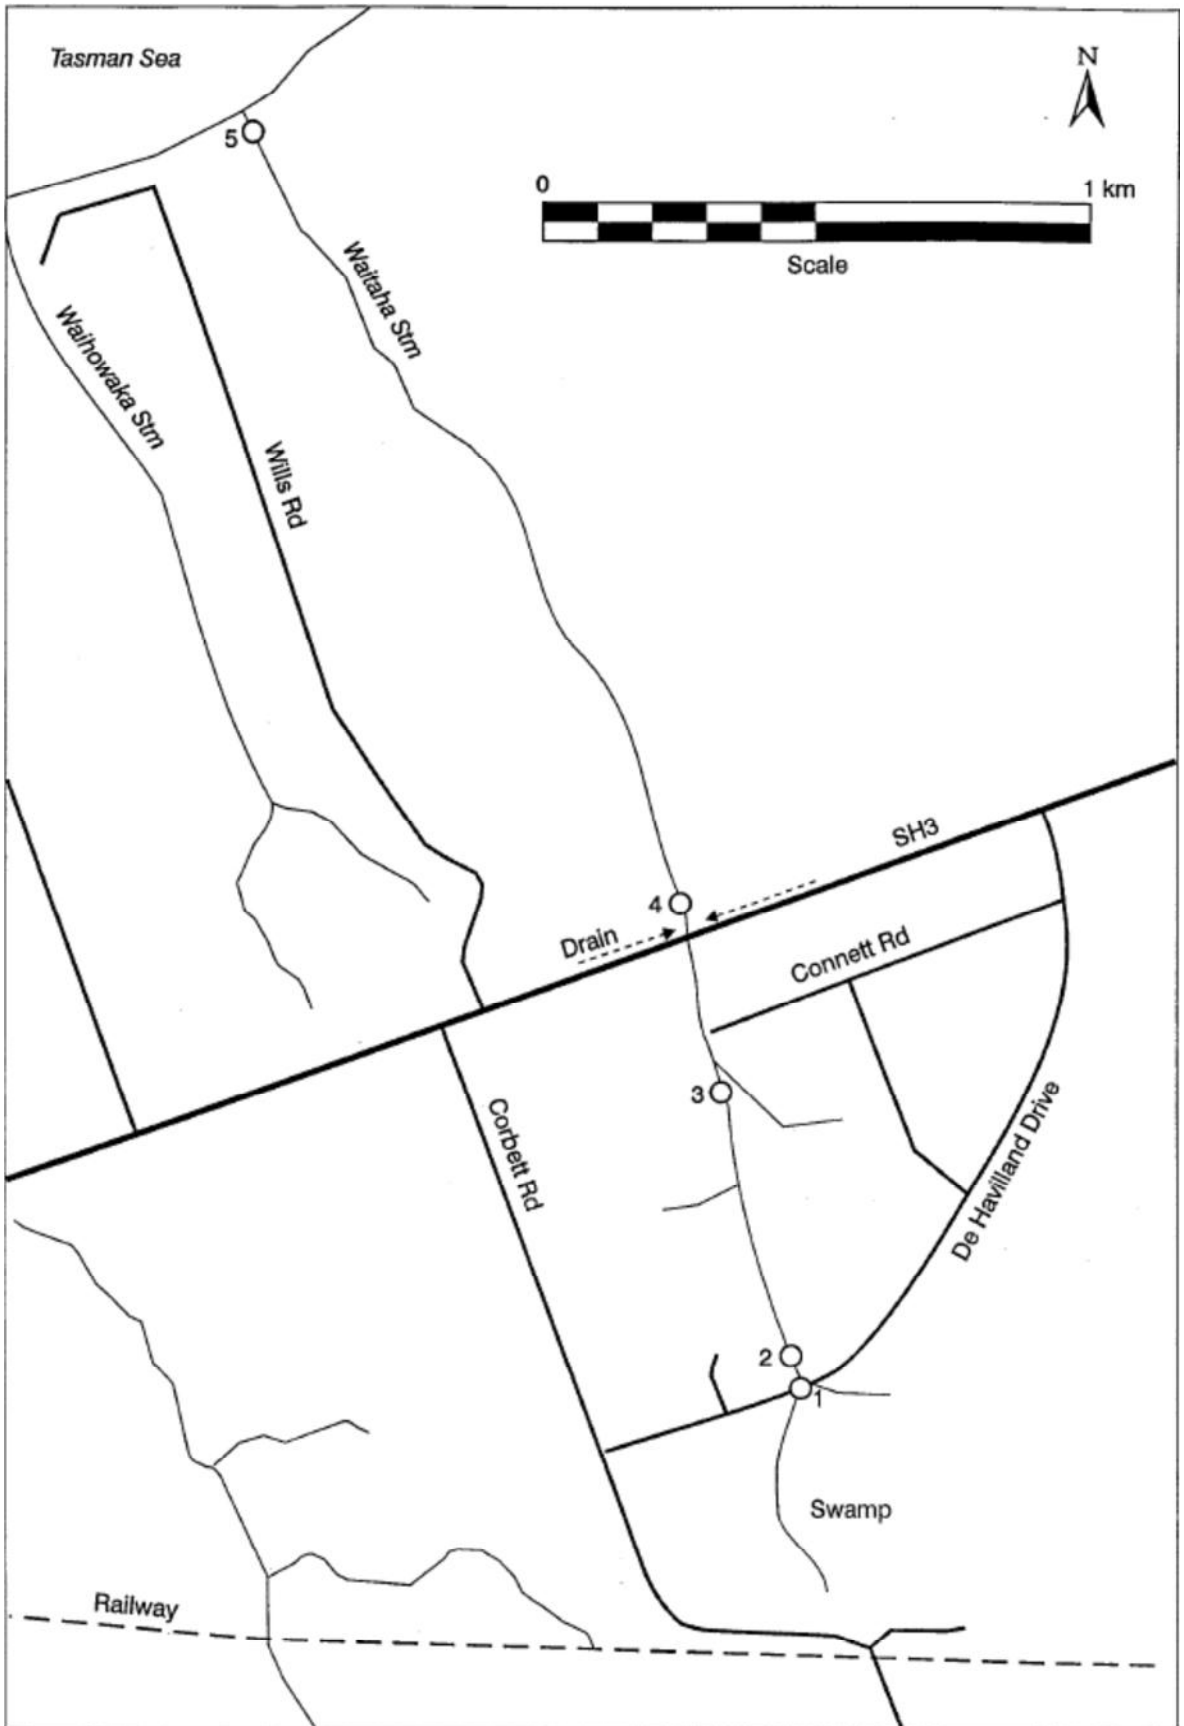 Tasman Sea
N
5
0
1 km
Scale
Waitaha Stm
Waihowaka Stm
Wills Rd
SH3
4
Drain
Connett Rd
3
Corbett Rd
De Havilland Drive
2
1
Swamp
Railway